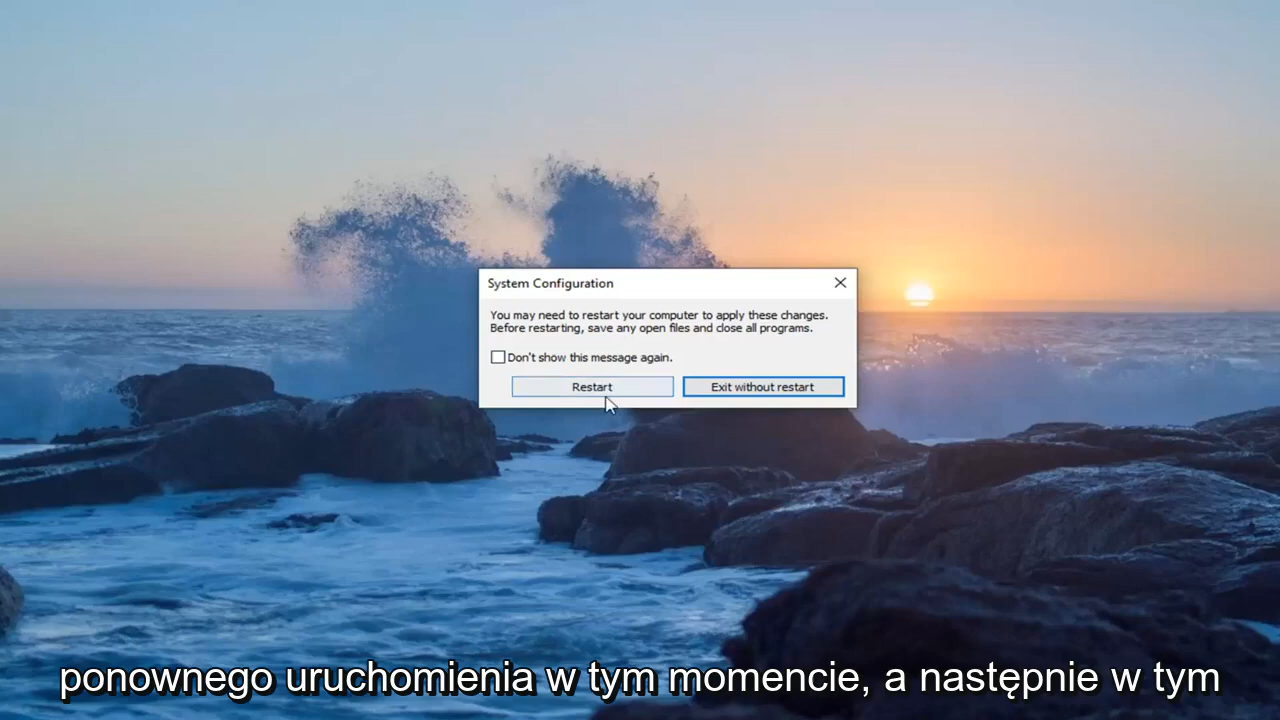 System Configuration
You may need to restart your computer to apply these changes.
Before restarting, save any open files and close all programs.
Don't show this message again.
Restart
Exit without restart
ponownego uruchomienia w tym momencie, a następnie w tym